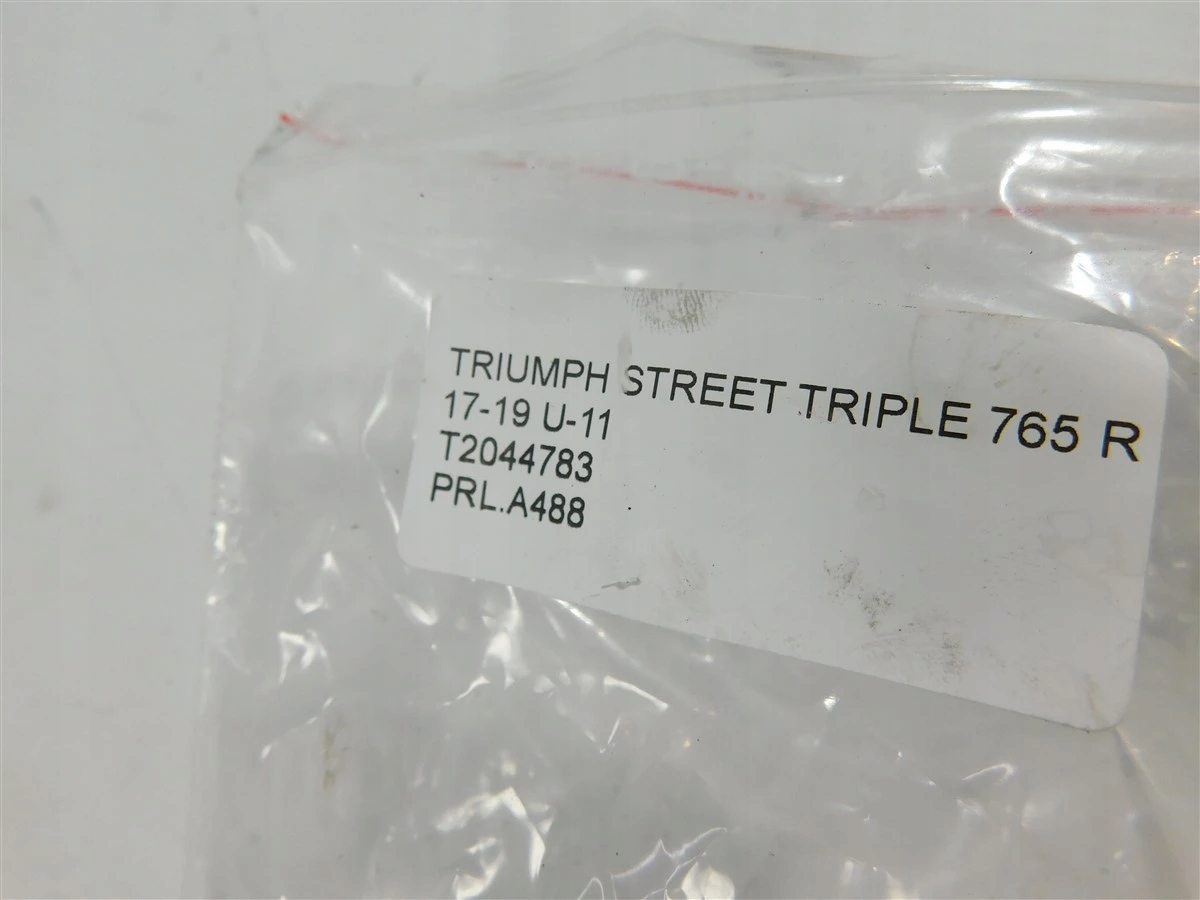 TRIUMPH STREET TRIPLE 765 R
17-19 U-11
T2044783
PRL.A488